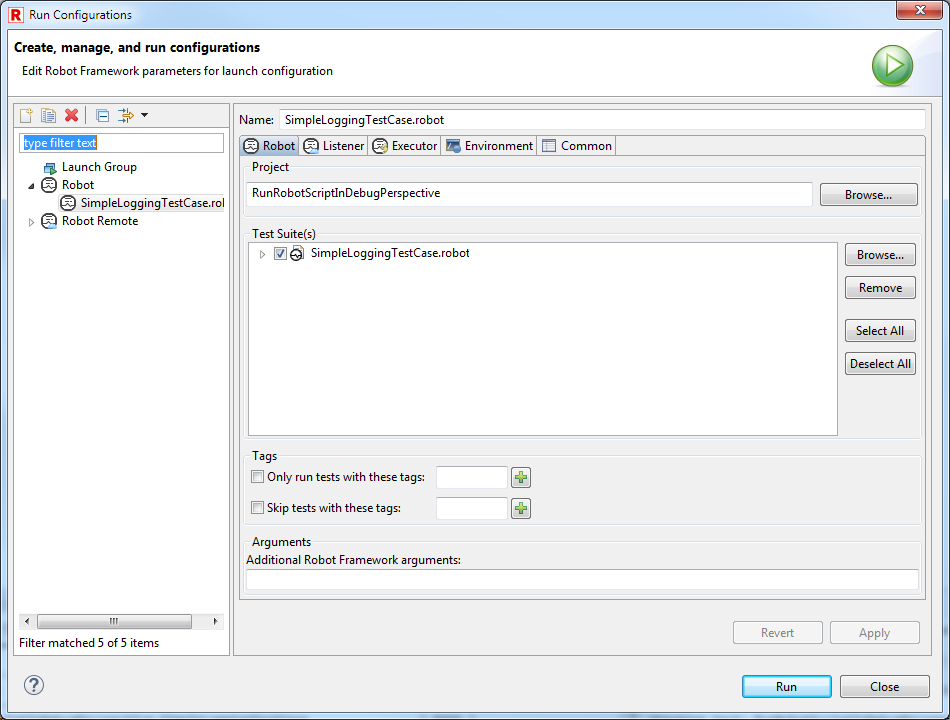 R Run Configurations
Create, manage, and run configurations
Edit Robot Framework parameters for launch configuration
type filter text
Launch Group
Robot
SimpleLoggingTestCase.rol
Robot Remote
Filter matched 5 of 5 items
Name: SimpleLoggingTestCase.robot
Robot Listener Executor Environment Common
Project
RunRobotScriptInDebugPerspective Browse...
Test Suite(s)
SimpleLoggingTestCase.robot
Browse...
Remove
Select All
Deselect All
Tags
Only run tests with these tags:
Skip tests with these tags:
Arguments
Additional Robot Framework arguments:
Revert Apply
? Run Close